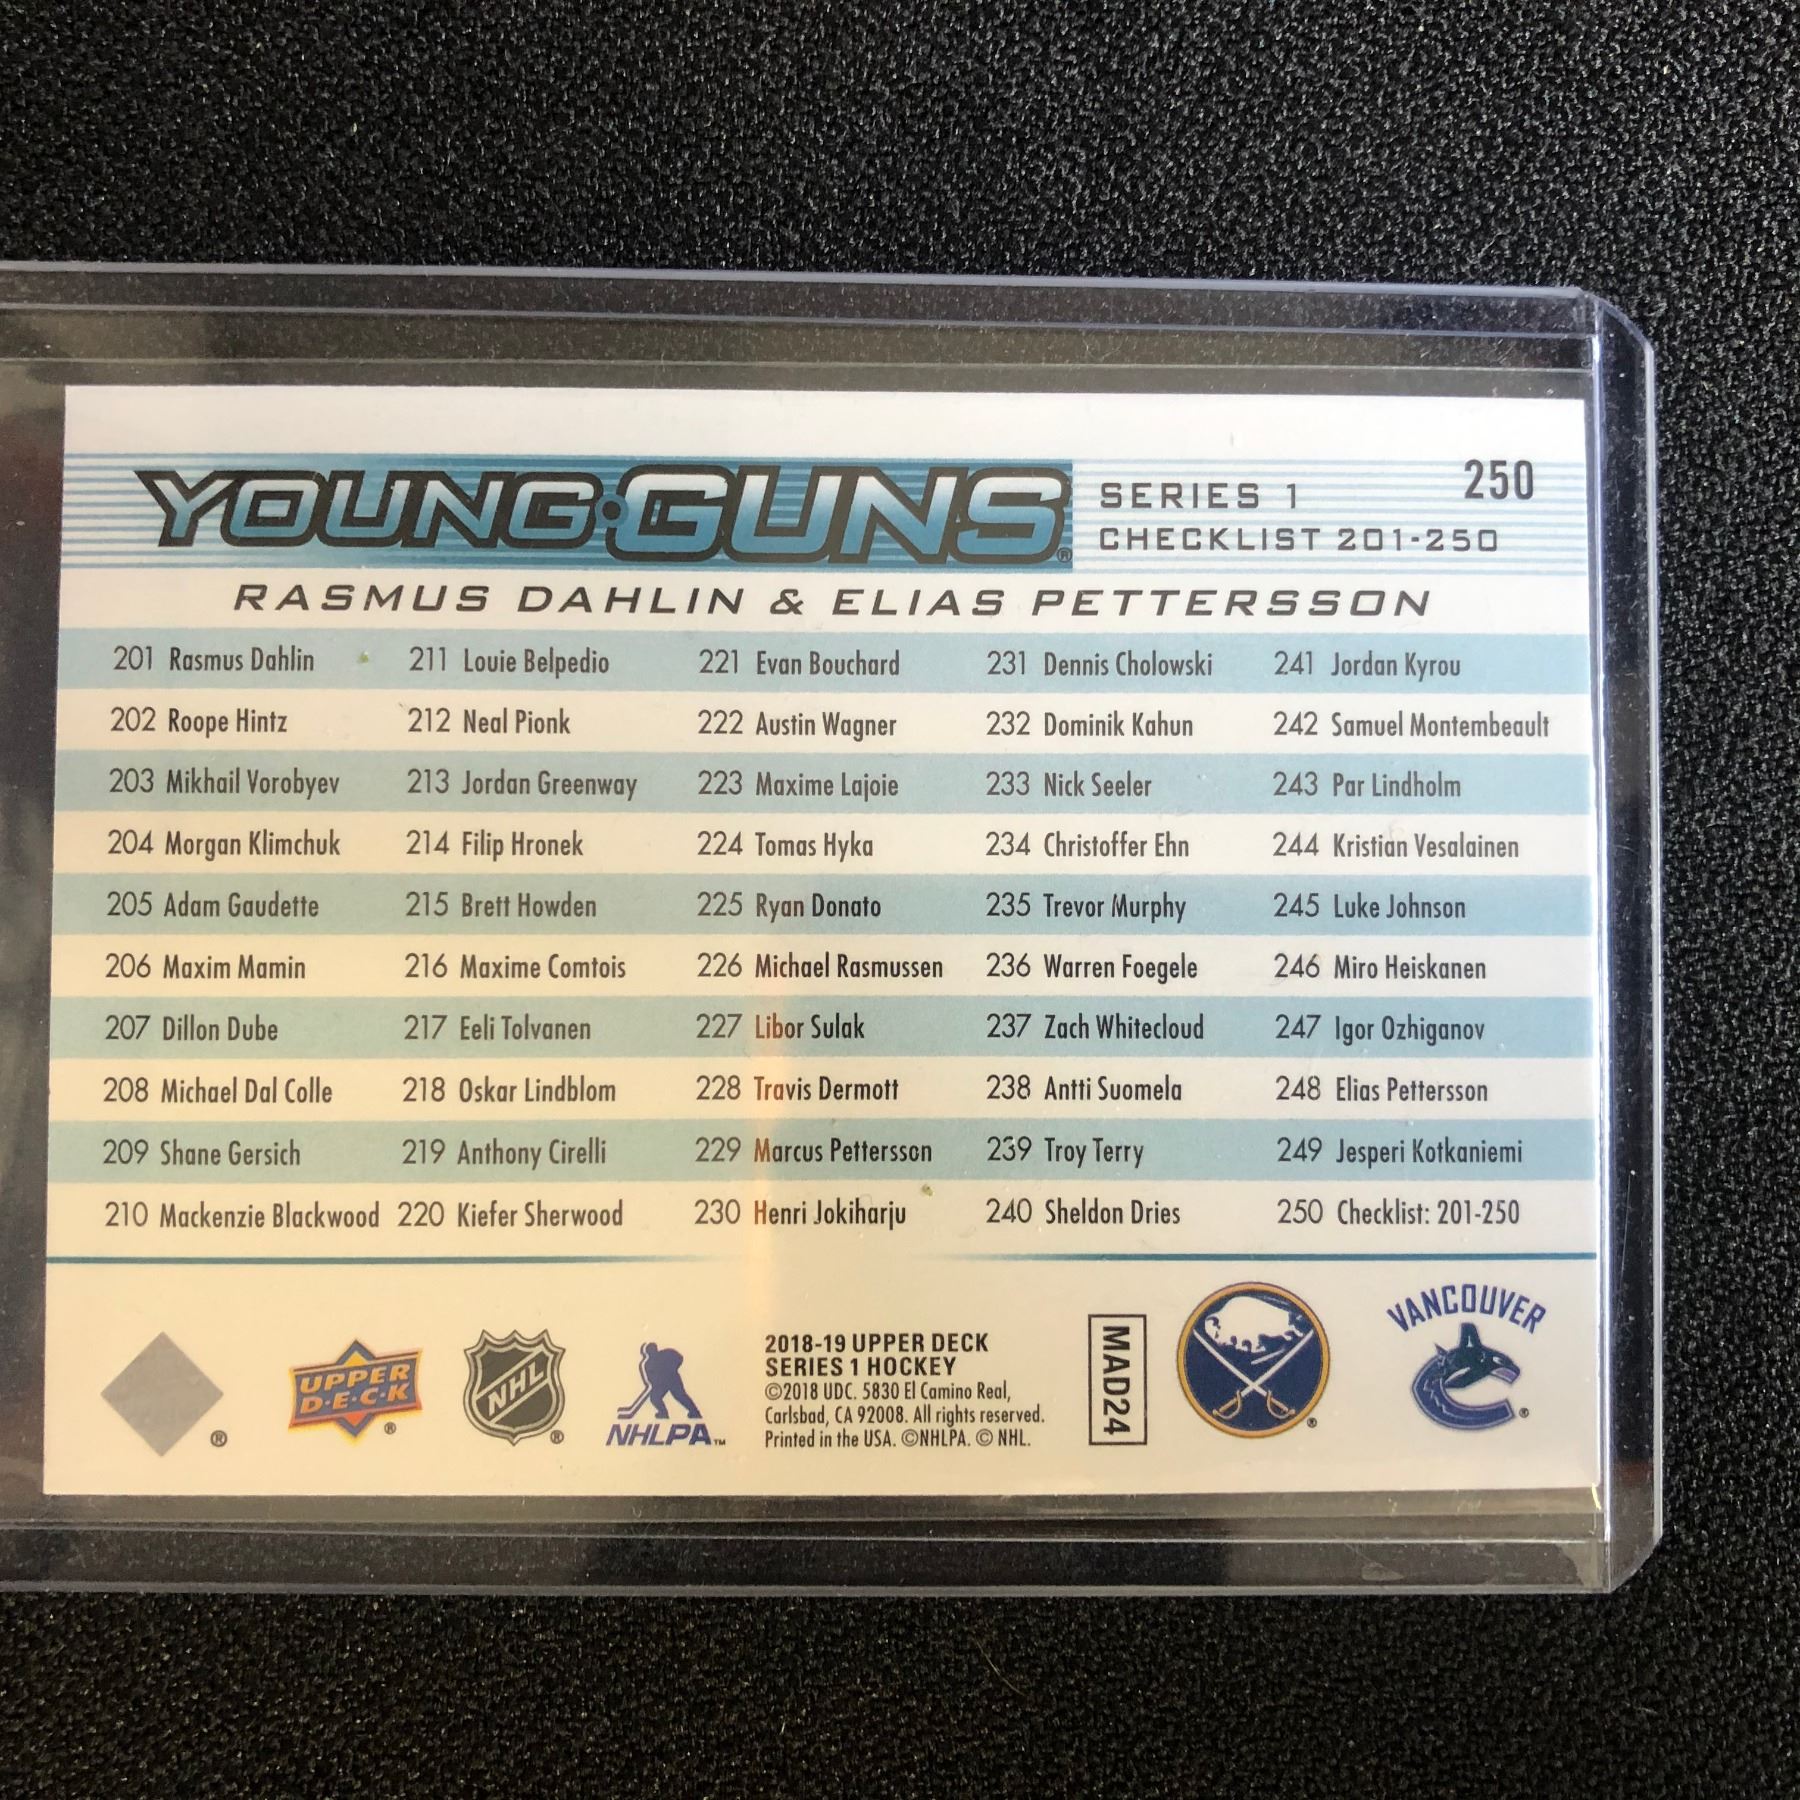 YOUNG·GUNS®
SERIES 1
CHECKLIST 201-250
250
RASMUS DAHLIN & ELIAS PETTERSSON
201 Rasmus Dahlin
202 Roope Hintz
203 Mikhail Vorobyev
204 Morgan Klimchuk
205 Adam Gaudette
206 Maxim Mamin
207 Dillon Dube
208 Michael Dal Colle
209 Shane Gersich
210 Mackenzie Blackwood
211 Louie Belpedio
212 Neal Pionk
213 Jordan Greenway
214 Filip Hronek
215 Brett Howden
216 Maxime Comtois
217 Eeli Tolvanen
218 Oskar Lindblom
219 Anthony Cirelli
220 Kiefer Sherwood
221 Evan Bouchard
222 Austin Wagner
223 Maxime Lajoie
224 Tomas Hyka
225 Ryan Donato
226 Michael Rasmussen
227 Libor Sulak
228 Travis Dermott
229 Marcus Pettersson
230 Henri Jokiharju
231 Dennis Cholowski
232 Dominik Kahun
233 Nick Seeler
234 Christoffer Ehn
235 Trevor Murphy
236 Warren Foegele
237 Zach Whitecloud
238 Antti Suomela
239 Troy Terry
240 Sheldon Dries
241 Jordan Kyrou
242 Samuel Montembeault
243 Par Lindholm
244 Kristian Vesalainen
245 Luke Johnson
246 Miro Heiskanen
247 Igor Ozhiganov
248 Elias Pettersson
249 Jesperi Kotkaniemi
250 Checklist: 201-250
®
UPPER
D·E·C·K
®
NHL
®
NHLPA™
2018-19 UPPER DECK
SERIES 1 HOCKEY
©2018 UDC. 5830 El Camino Real,
Carlsbad, CA 92008. All rights reserved.
Printed in the USA. ©NHLPA. © NHL.
MAD24
®
VANCOUVER
®